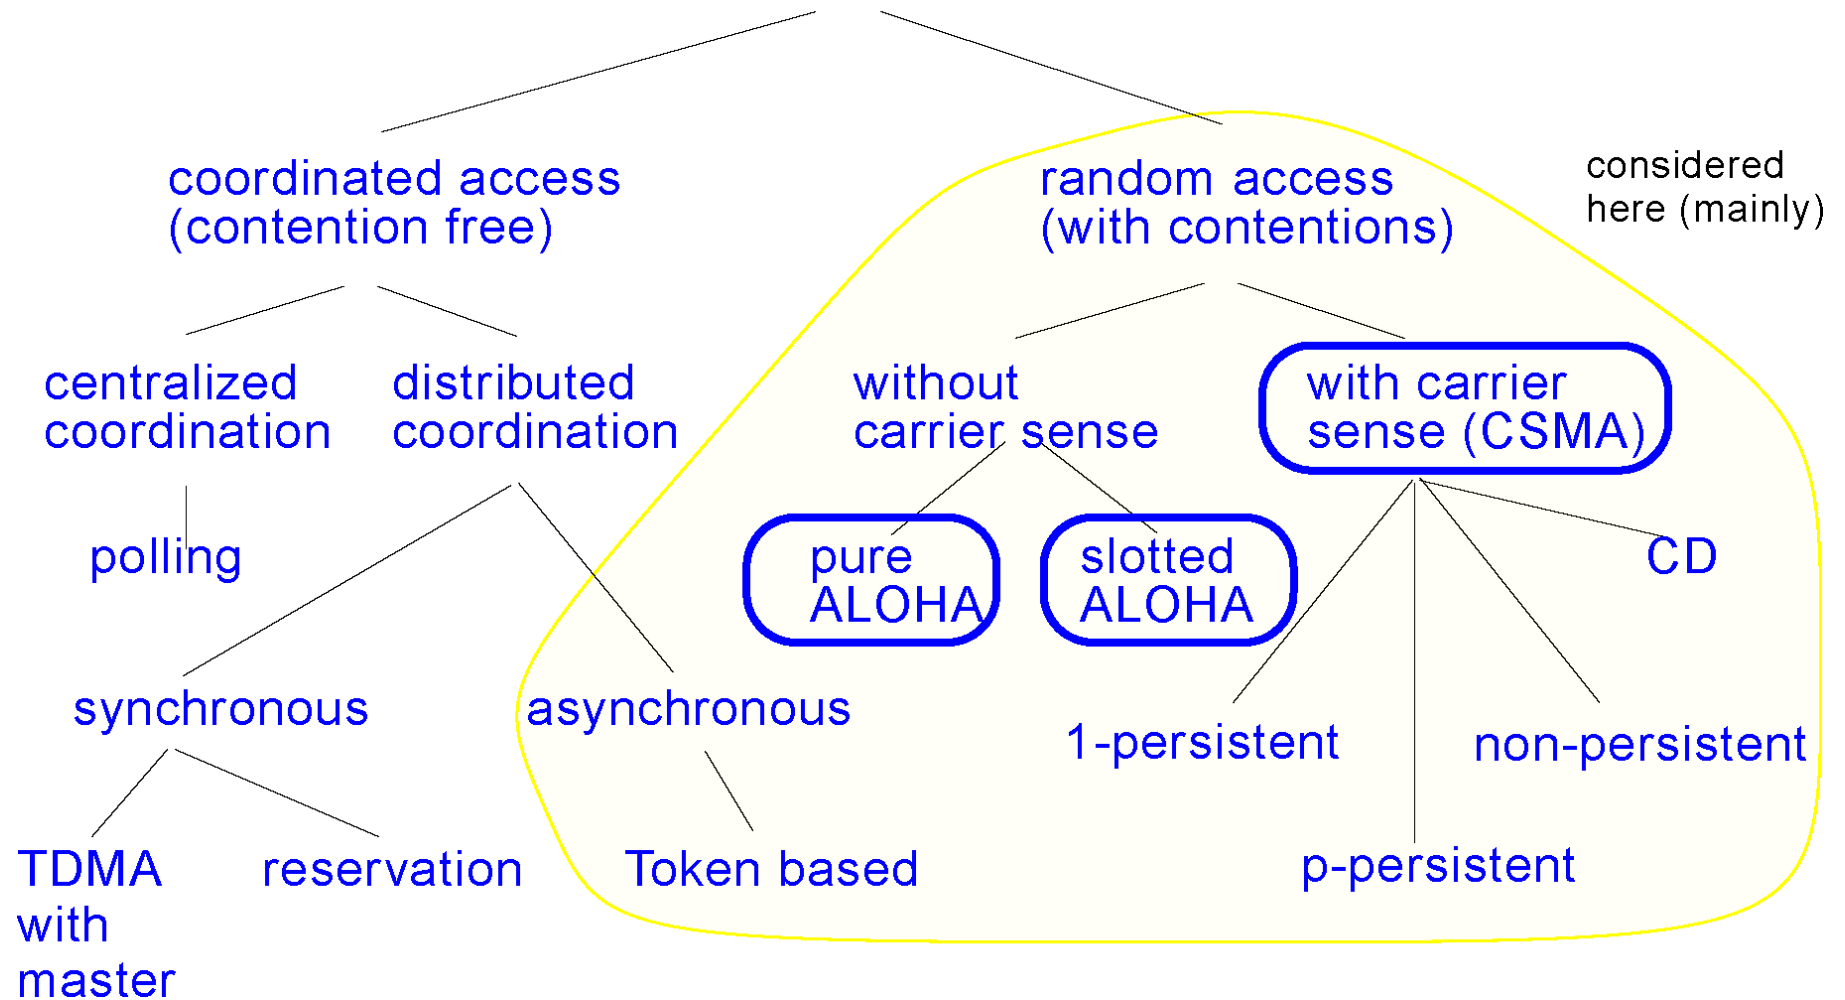 coordinated access
(contention free)
random access
(with contentions)
considered
here (mainly)
centralized
coordination
distributed
coordination
without
carrier sense
with carrier
sense (CSMA)
polling
pure
ALOHA
slotted
ALOHA
CD
synchronous
asynchronous
1-persistent
non-persistent
TDMA
with
master
reservation
Token based
p-persistent